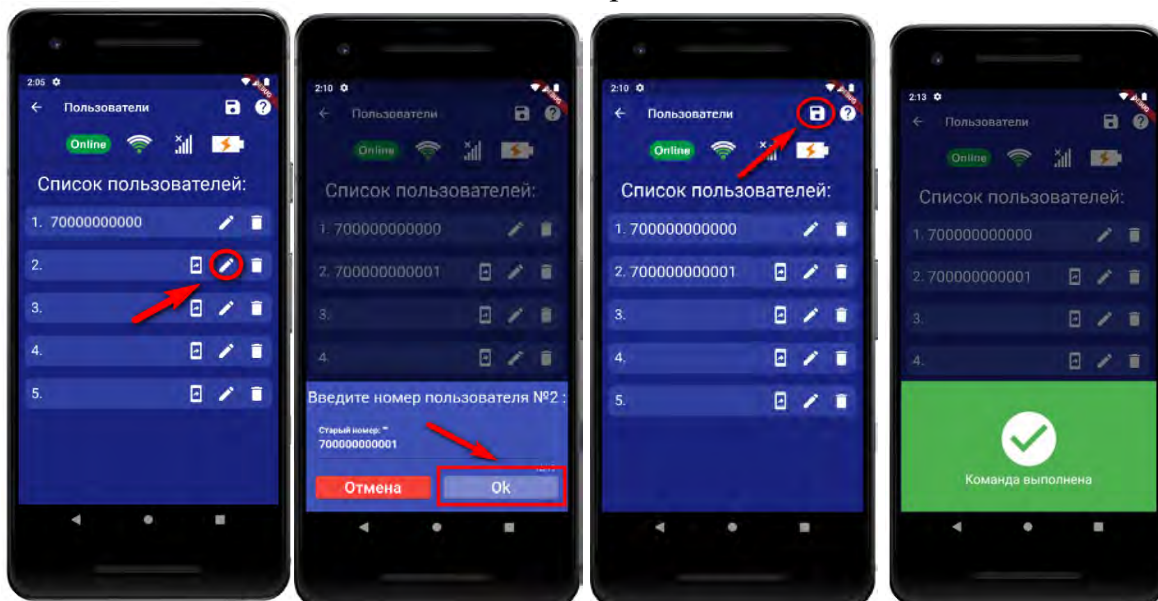 2:05
Пользователи
Online
Список пользователей:
1. 70000000000
2.
3.
4.
5.
2:10
Пользователи
Online
Список пользователей:
1. 700000000000
2. 700000000001
3.
4.
Введите номер пользователя №2 :
Старый номер: ""
700000000001
Отмена
Ok
2:10
Пользователи
Online
Список пользователей:
1. 700000000000
2. 700000000001
3.
4.
5.
2:13
Пользователи
Online
Список пользователей:
1. 700000000000
2. 700000000001
3.
4.
Команда выполнена